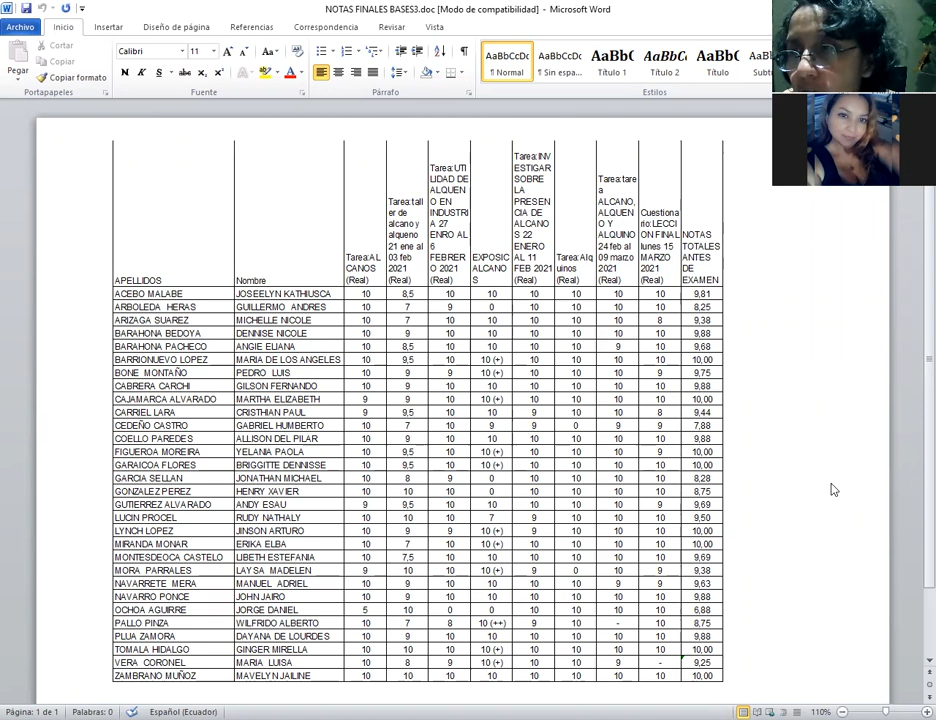 NOTAS FINALES BASES3.doc [Modo de compatibilidad] - Microsoft Word
Archivo Inicio Insertar Diseño de página Referencias Correspondencia Revisar Vista
Cortar
Copiar
Copiar formato
Pegar
Calibri 11
AaBbCcDc AaBbCcDc AaBbC AaBbCc AaBbC
¶ Normal ¶ Sin espa... Título 1 Título 2 Título
Portapapeles Fuente Párrafo Estilos
APELLIDOS Nombre Tarea:ALCANOS (Real) Tarea:taller de alcano y alqueno 21 ene al 03 feb 2021 (Real) Tarea:UTILIDAD DE ALQUENO EN INDUSTRIA 27 ENRO AL 6 FEBRERO 2021 (Real) EXPOSIC ALCANOS Tarea:INVESTIGAR SOBRE LA PRESENCIA DE ALCANOS 22 ENERO AL 11 FEB 2021 (Real) Tarea:Alquinos (Real) Tarea:tarea ALCANO, ALQUENO Y ALQUINO 24 feb al 09 marzo 2021 (Real) Cuestionario:LECCION FINAL lunes 15 MARZO 2021 (Real) NOTAS TOTALES ANTES DE EXAMEN
ACEBO MALABE JOSEELYN KATHIUSCA 10 8,5 10 10 10 10 10 10 9,81
ARBOLEDA HERAS GUILLERMO ANDRES 10 7 9 0 10 10 10 10 8,25
ARIZAGA SUAREZ MICHELLE NICOLE 10 7 10 10 10 10 10 8 9,38
BARAHONA BEDOYA DENNISE NICOLE 10 9 10 10 10 10 10 10 9,88
BARAHONA PACHECO ANGIE ELIANA 10 8,5 10 10 10 10 9 10 9,68
BARRIONUEVO LOPEZ MARIA DE LOS ANGELES 10 9,5 10 10 (+) 10 10 10 10 10,00
BONE MONTAÑO PEDRO LUIS 10 9 9 10 (+) 10 10 10 9 9,75
CABRERA CARCHI GILSON FERNANDO 10 9 10 10 10 10 10 10 9,88
CAJAMARCA ALVARADO MARTHA ELIZABETH 9 9 10 10 (+) 10 10 10 10 10,00
CARRIEL LARA CRISTHIAN PAUL 9 9,5 10 10 9 10 10 8 9,44
CEDEÑO CASTRO GABRIEL HUMBERTO 10 7 10 9 9 0 9 9 7,88
COELLO PAREDES ALLISON DEL PILAR 10 9 10 10 10 10 10 10 9,88
FIGUEROA MOREIRA YELANIA PAOLA 10 9,5 10 10 (+) 10 10 10 9 10,00
GARAICOA FLORES BRIGGITTE DENNISSE 10 9,5 10 10 (+) 10 10 10 10 10,00
GARCIA SELLAN JONATHAN MICHAEL 10 8 9 0 10 10 10 10 8,28
GONZALEZ PEREZ HENRY XAVIER 10 10 10 0 10 10 10 10 8,75
GUTIERREZ ALVARADO ANDY ESAU 9 9,5 10 10 10 10 10 9 9,69
LUCIN PROCEL RUDY NATHALY 10 10 10 7 9 10 10 10 9,50
LYNCH LOPEZ JINSON ARTURO 10 9 9 10 (+) 9 10 10 10 10,00
MIRANDA MONAR ERIKA ELBA 10 7 10 10 (+) 10 10 10 10 10,00
MONTESDEOCA CASTELO LIBETH ESTEFANIA 10 7,5 10 10 10 10 10 10 9,69
MORA PARRALES LAYSA MADELEN 9 10 10 10 (+) 9 0 10 10 9,38
NAVARRETE MERA MANUEL ADRIEL 10 9 10 10 10 10 9 9 9,63
NAVARRO PONCE JOHN JAIRO 10 9 10 10 10 10 10 10 9,88
OCHOA AGUIRRE JORGE DANIEL 5 10 0 0 10 10 10 10 6,88
PALLO PINZA WILFRIDO ALBERTO 10 7 8 10 (++) 9 10 - 10 8,75
PLUA ZAMORA DAYANA DE LOURDES 10 9 10 10 10 10 10 10 9,88
TOMALA HIDALGO GINGER MIRELLA 10 10 10 10 (+) 10 10 10 10 10,00
VERA CORONEL MARIA LUISA 10 8 9 10 (+) 10 10 9 - 9,25
ZAMBRANO MUÑOZ MAVELYN JAILINE 10 10 10 10 10 10 10 10 10,00
Página: 1 de 1 Palabras: 0 Español (Ecuador) 110%